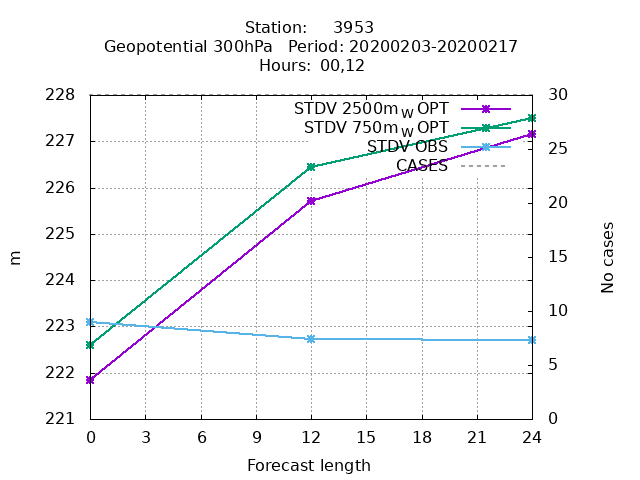 Station: 3953
Geopotential 300hPa Period: 20200203-20200217
Hours: 00,12
228
227
226
225
224
223
222
221
30
25
20
15
10
5
0
0 3 6 9 12 15 18 21 24
m
No cases
Forecast length
STDV 2500m W OPT
STDV 750m W OPT
STDV OBS
CASES